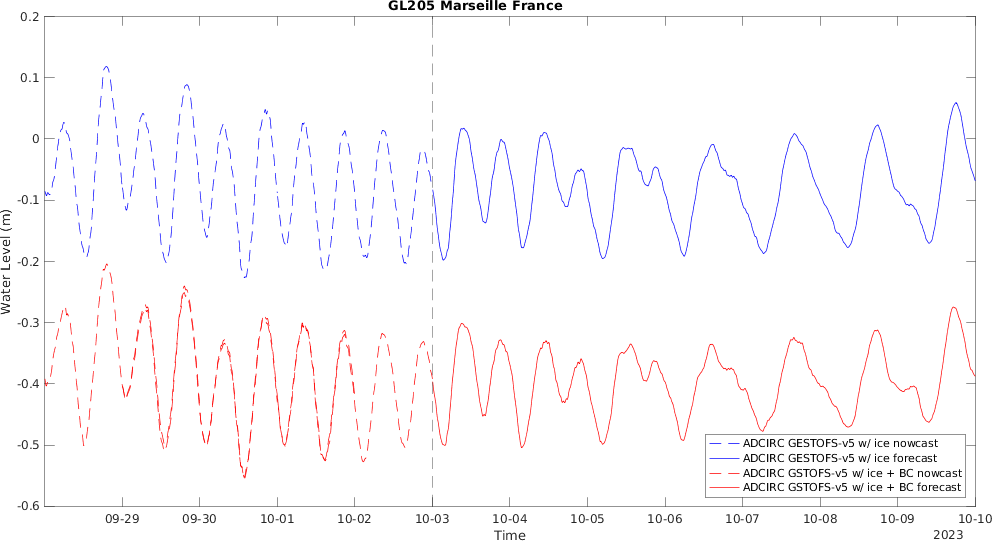 GL205 Marseille France
0.2
0.1
0
-0.1
-0.2
-0.3
-0.4
-0.5
-0.6
Water Level (m)
ADCIRC GESTOFS-v5 w/ ice nowcast
ADCIRC GESTOFS-v5 w/ ice forecast
ADCIRC GSTOFS-v5 w/ ice + BC nowcast
ADCIRC GSTOFS-v5 w/ ice + BC forecast
09-29 09-30 10-01 10-02 10-03 10-04 10-05 10-06 10-07 10-08 10-09 10-10
Time
2023